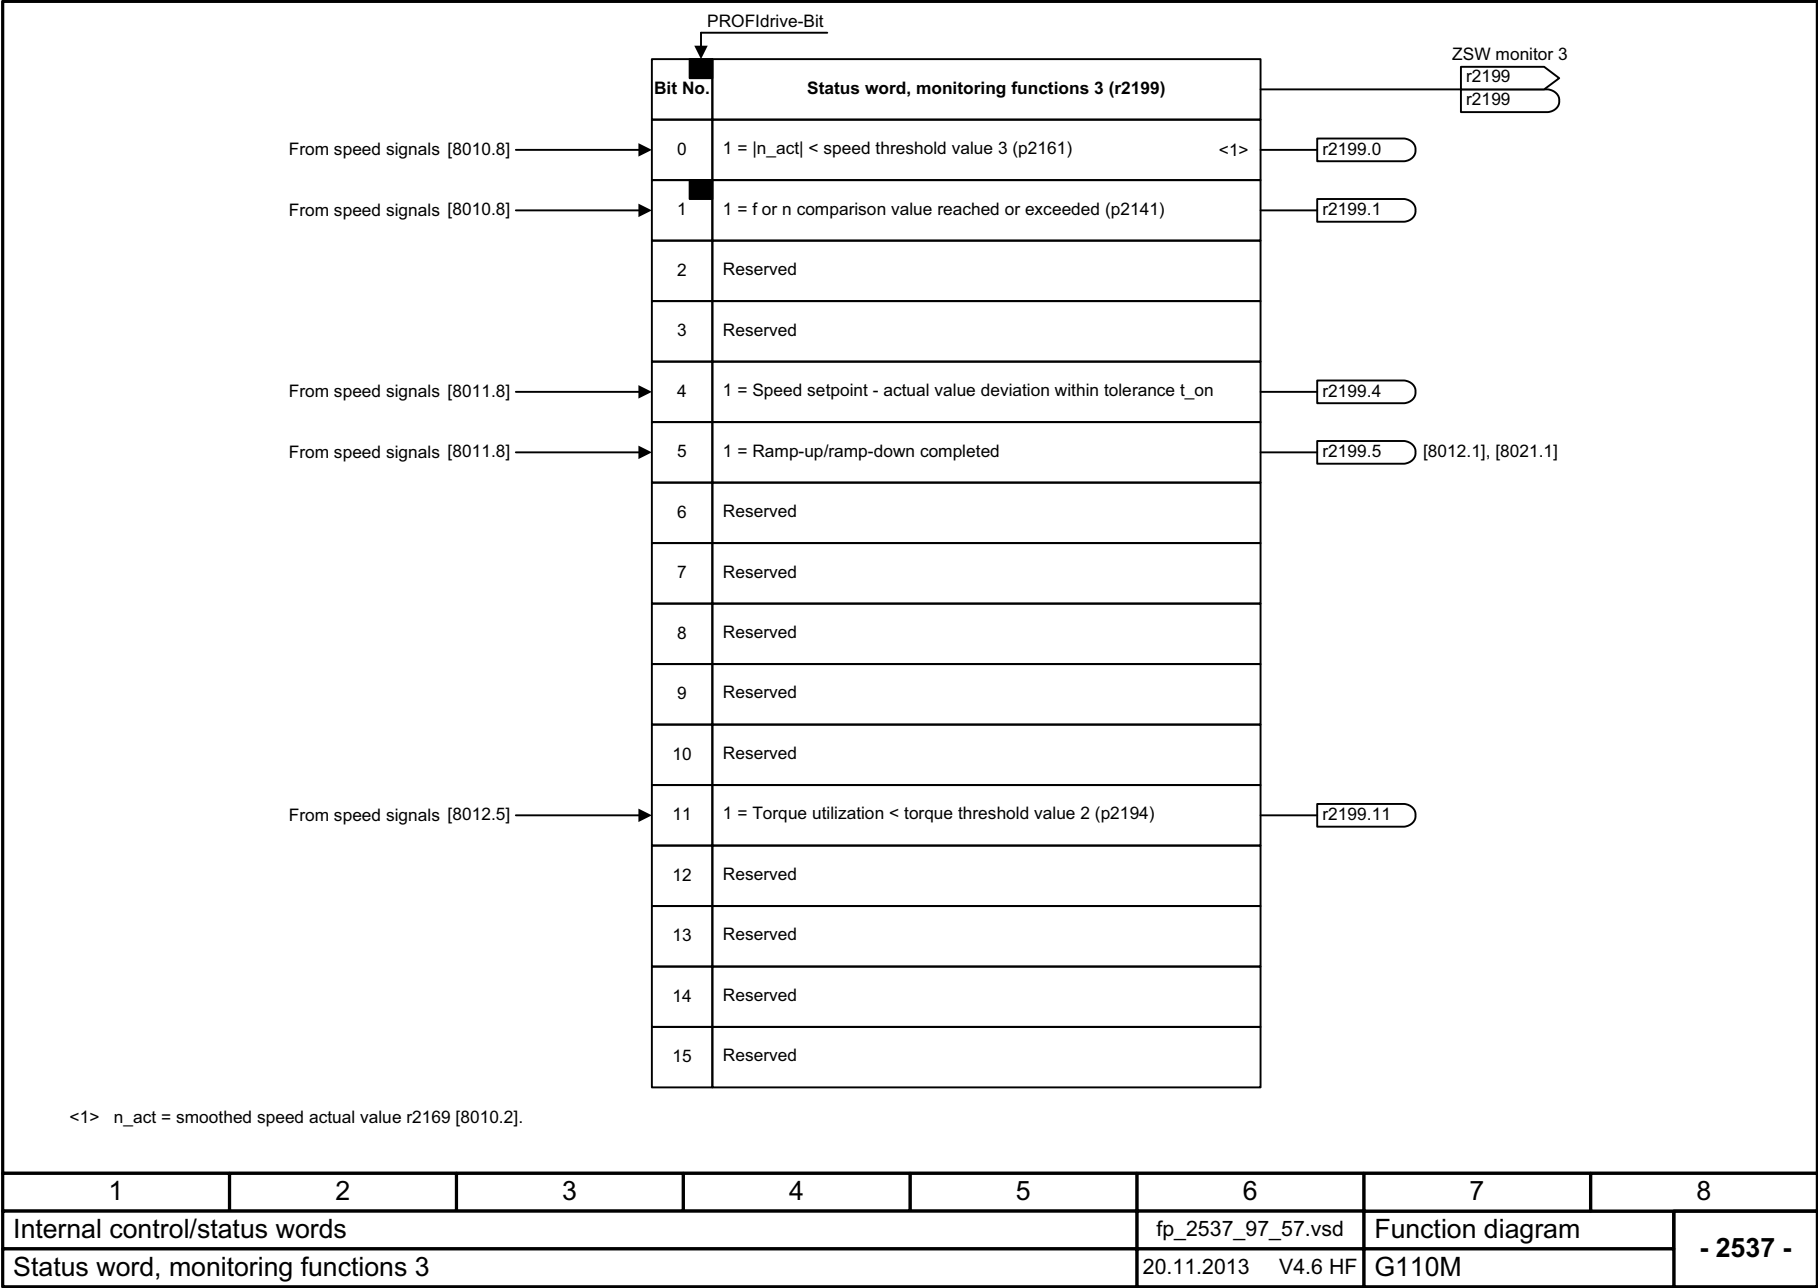 PROFIdrive-Bit
ZSW monitor 3
r2199
r2199
Bit No. Status word, monitoring functions 3 (r2199)
From speed signals [8010.8] 0 1 = |n_act| < speed threshold value 3 (p2161) <1> r2199.0
From speed signals [8010.8] 1 1 = f or n comparison value reached or exceeded (p2141) r2199.1
2 Reserved
3 Reserved
From speed signals [8011.8] 4 1 = Speed setpoint - actual value deviation within tolerance t_on r2199.4
From speed signals [8011.8] 5 1 = Ramp-up/ramp-down completed r2199.5 [8012.1], [8021.1]
6 Reserved
7 Reserved
8 Reserved
9 Reserved
10 Reserved
From speed signals [8012.5] 11 1 = Torque utilization < torque threshold value 2 (p2194) r2199.11
12 Reserved
13 Reserved
14 Reserved
15 Reserved
<1> n_act = smoothed speed actual value r2169 [8010.2].
1 2 3 4 5 6 7 8
Internal control/status words fp_2537_97_57.vsd Function diagram
- 2537 -
Status word, monitoring functions 3 20.11.2013 V4.6 HF G110M